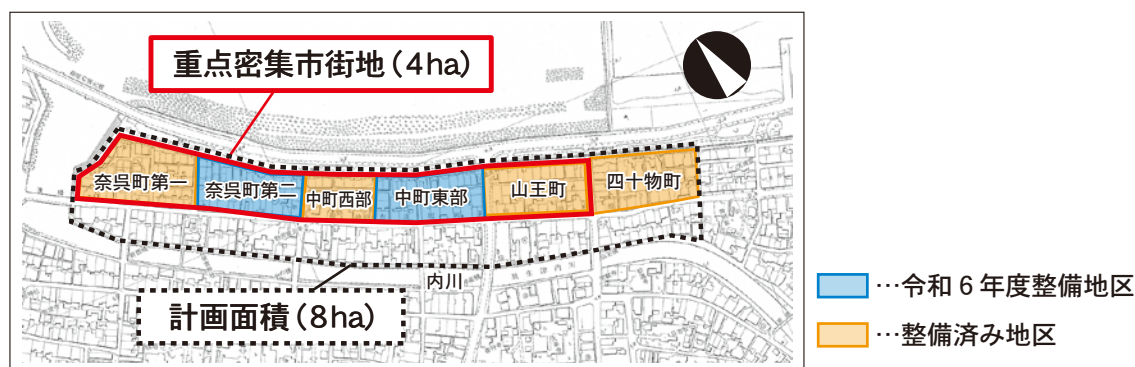 重点密集市街地(4ha)
奈呉町第一
奈呉町第二
中町西部
中町東部
山王町
四十物町
内川
計画面積(8ha)
…令和6年度整備地区
…整備済み地区